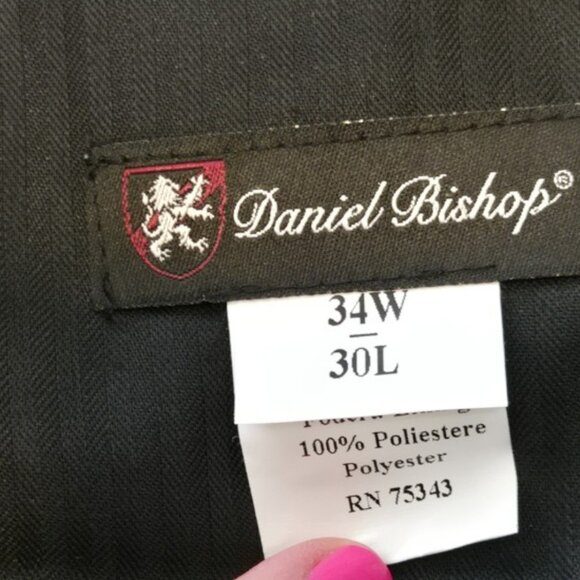 Daniel Bishop®
34W
30L
100% Poliestere
Polyester
RN 75343